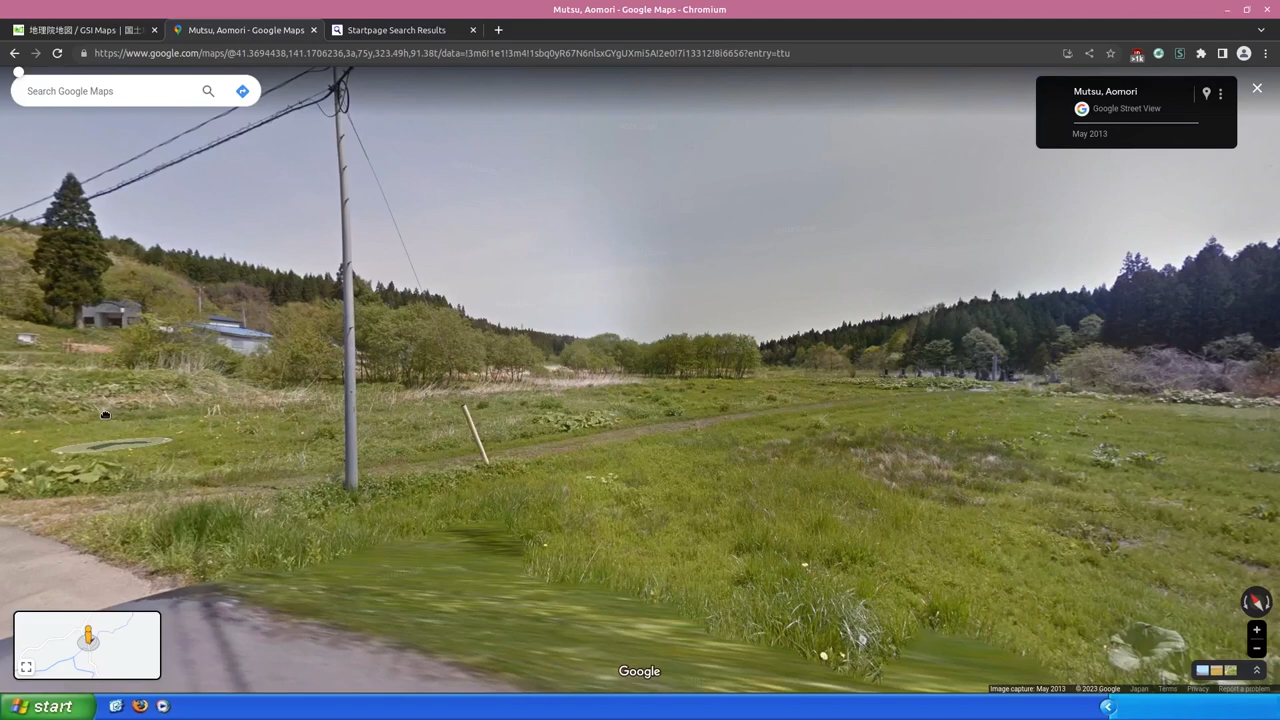 Mutsu, Aomori - Google Maps - Chromium
地理院地図 / GSI Maps | 国土
Mutsu, Aomori - Google Maps
Startpage Search Results
https://www.google.com/maps/@41.3694438,141.1706236,3a,75y,323.49h,91.38t/data=!3m6!1e1!3m4!1sbq0yR67N6nlsxGYgUXmi5A!2e0!7i13312!8i6656?entry=ttu
>1k
Search Google Maps
Mutsu, Aomori
Google Street View
May 2013
Google
Image capture: May 2013 © 2023 Google Japan Terms Privacy Report a problem
start